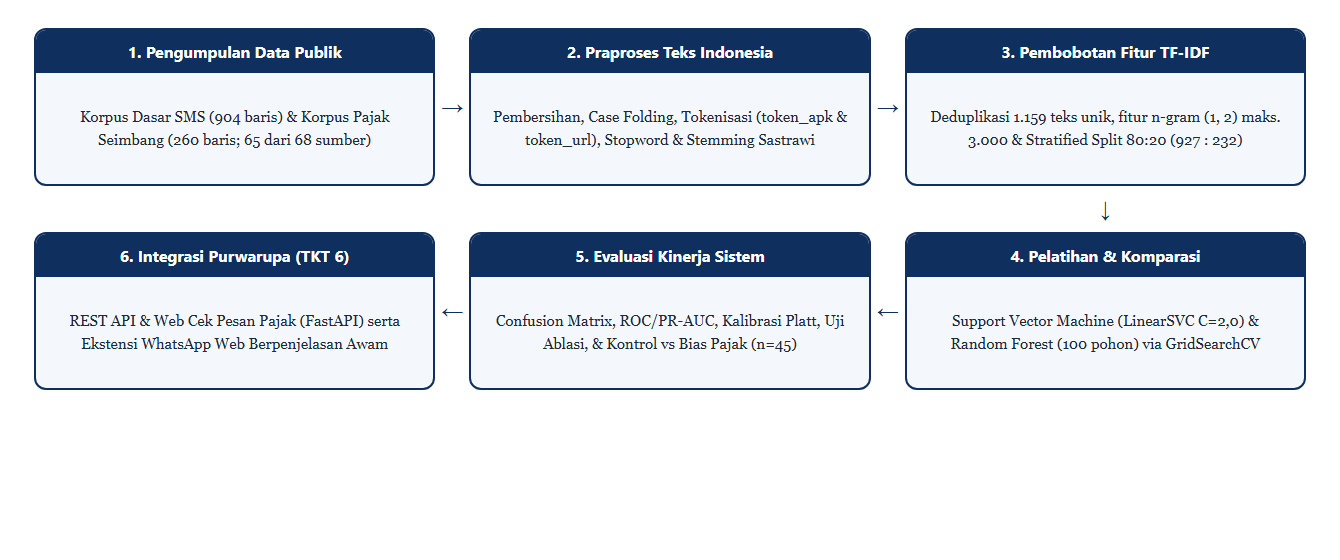 1. Pengumpulan Data Publik
Korpus Dasar SMS (904 baris) & Korpus Pajak
Seimbang (260 baris; 65 dari 68 sumber)
→
2. Praproses Teks Indonesia
Pembersihan, Case Folding, Tokenisasi (token_apk &
token_url), Stopword & Stemming Sastrawi
→
3. Pembobotan Fitur TF-IDF
Deduplikasi 1.159 teks unik, fitur n-gram (1, 2) maks.
3.000 & Stratified Split 80:20 (927 : 232)
↓
4. Pelatihan & Komparasi
Support Vector Machine (LinearSVC C=2,0) &
Random Forest (100 pohon) via GridSearchCV
←
5. Evaluasi Kinerja Sistem
Confusion Matrix, ROC/PR-AUC, Kalibrasi Platt, Uji
Ablasi, & Kontrol vs Bias Pajak (n=45)
←
6. Integrasi Purwarupa (TKT 6)
REST API & Web Cek Pesan Pajak (FastAPI) serta
Ekstensi WhatsApp Web Berpenjelasan Awam